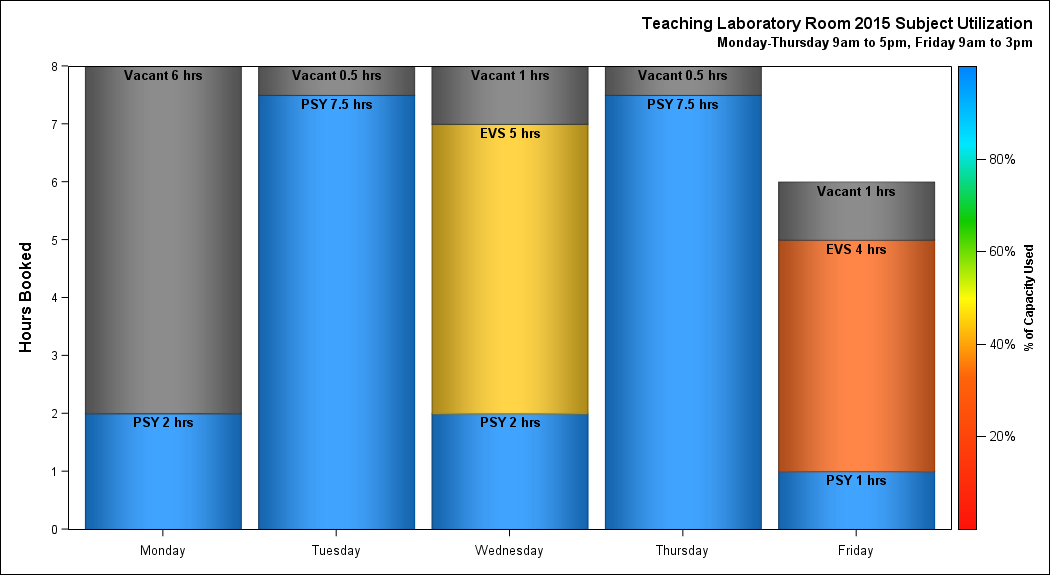 Teaching Laboratory Room 2015 Subject Utilization
Monday-Thursday 9am to 5pm, Friday 9am to 3pm
Hours Booked
8
7
6
5
4
3
2
1
0
Vacant 6 hrs
PSY 2 hrs
Vacant 0.5 hrs
PSY 7.5 hrs
Vacant 1 hrs
EVS 5 hrs
PSY 2 hrs
Vacant 0.5 hrs
PSY 7.5 hrs
Vacant 1 hrs
EVS 4 hrs
PSY 1 hrs
Monday
Tuesday
Wednesday
Thursday
Friday
80%
60%
40%
20%
% of Capacity Used